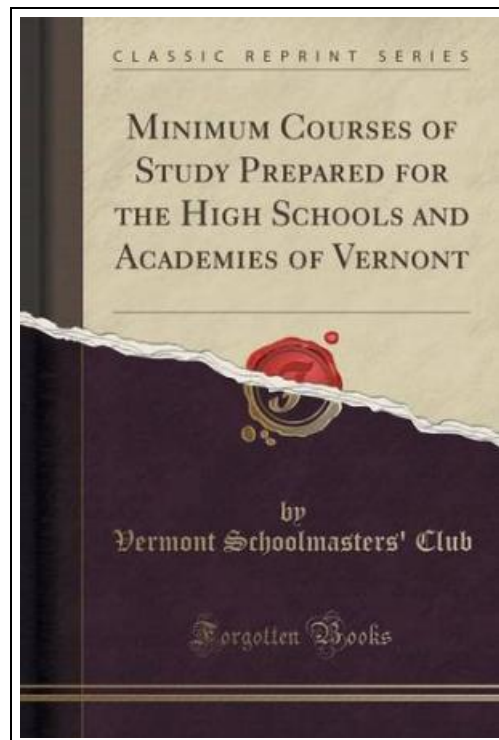 CLASSIC REPRINT SERIES
MINIMUM COURSES OF
STUDY PREPARED FOR
THE HIGH SCHOOLS AND
ACADEMIES OF VERNONT
by
Vermont Schoolmasters' Club
Forgotten Books